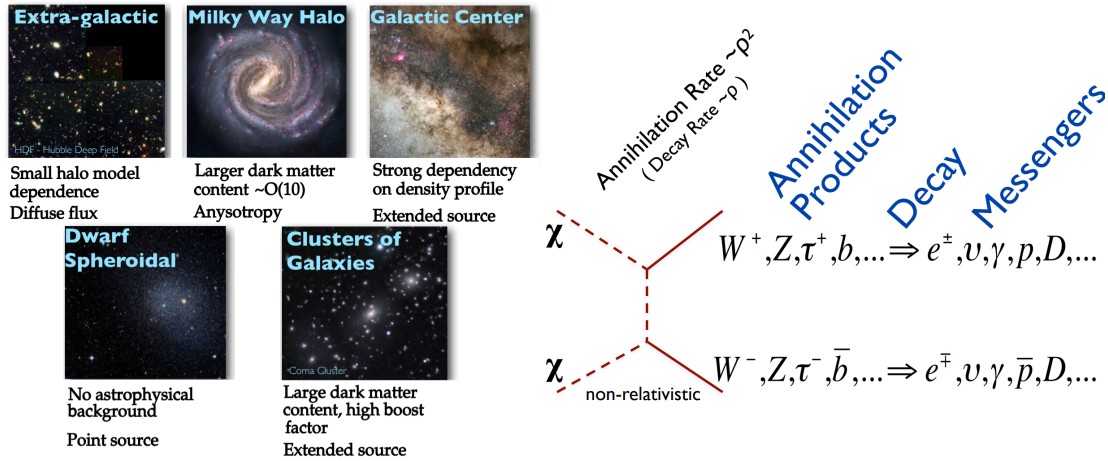 Extra-galactic
HDF - Hubble Deep Field
Small halo model
dependence
Diffuse flux
Milky Way Halo
Larger dark matter
content ~O(10)
Anysotropy
Galactic Center
Strong dependency
on density profile
Extended source
Dwarf
Spheroidal
No astrophysical
background
Point source
Clusters of
Galaxies
Coma Cluster
Large dark matter
content, high boost
factor
Extended source
Annihilation Rate ~ρ²
( Decay Rate ~ρ )
Annihilation
Products
Decay
Messengers
χ
W⁺,Z,τ⁺,b,...⇒ e^±,υ,γ,p,D,...
χ
W⁻,Z,τ⁻,b̄,...⇒ e^∓,υ,γ,p̄,D,...
non-relativistic